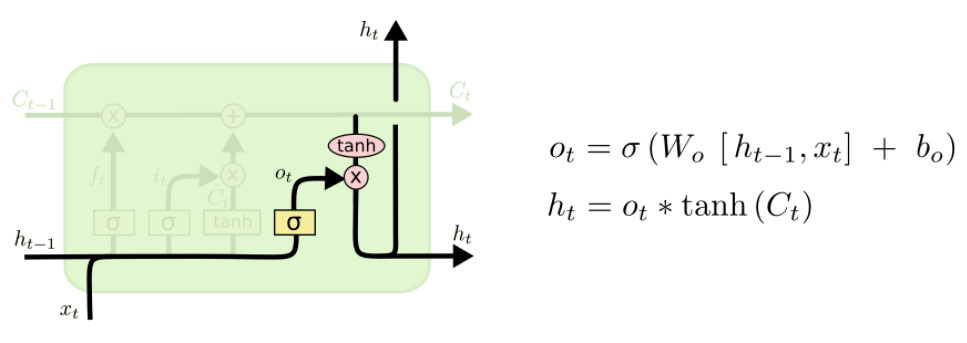 h_t
C_{t-1} x + C_t
tanh
f_t i_t x o_t x
C̃_t
σ σ tanh σ
h_{t-1} h_t
x_t
o_t = σ (W_o [h_{t-1}, x_t] + b_o)
h_t = o_t * tanh (C_t)